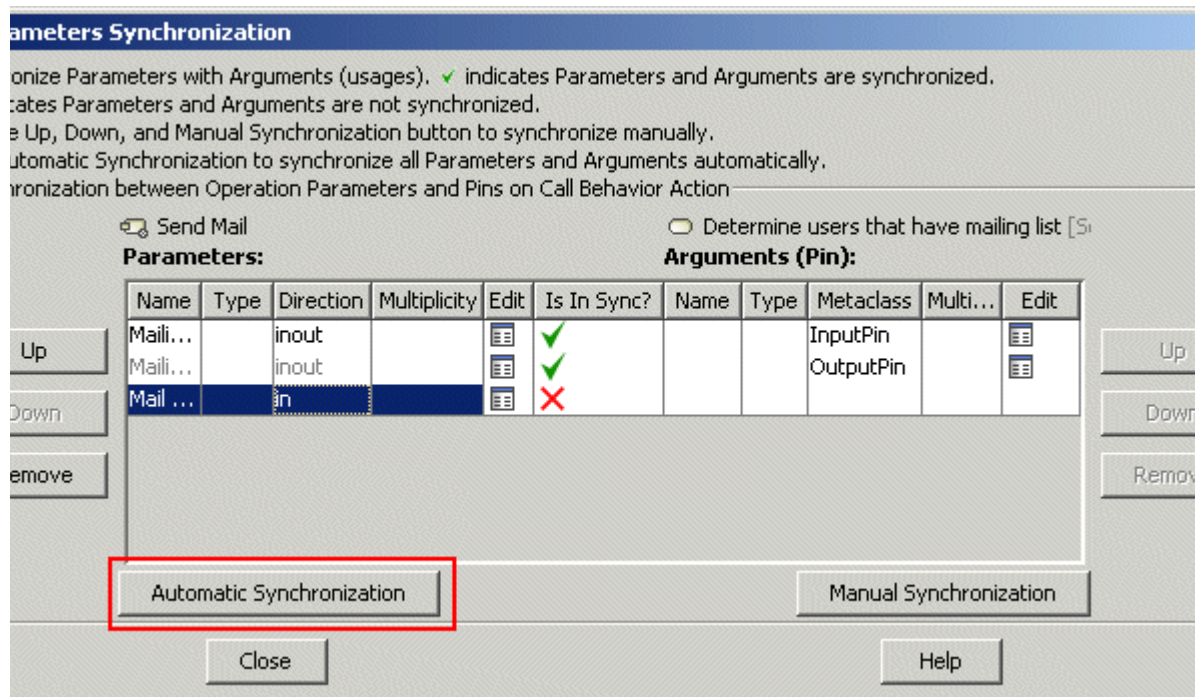 ameters Synchronization
onize Parameters with Arguments (usages). ✓ indicates Parameters and Arguments are synchronized.
cates Parameters and Arguments are not synchronized.
e Up, Down, and Manual Synchronization button to synchronize manually.
utomatic Synchronization to synchronize all Parameters and Arguments automatically.
hronization between Operation Parameters and Pins on Call Behavior Action
Send Mail Determine users that have mailing list [S
Parameters: Arguments (Pin):
Name Type Direction Multiplicity Edit Is In Sync? Name Type Metaclass Multi... Edit
Maili... inout InputPin
Maili... inout OutputPin
Mail ... in
Up Up
Down Down
emove Remov
Automatic Synchronization Manual Synchronization
Close Help